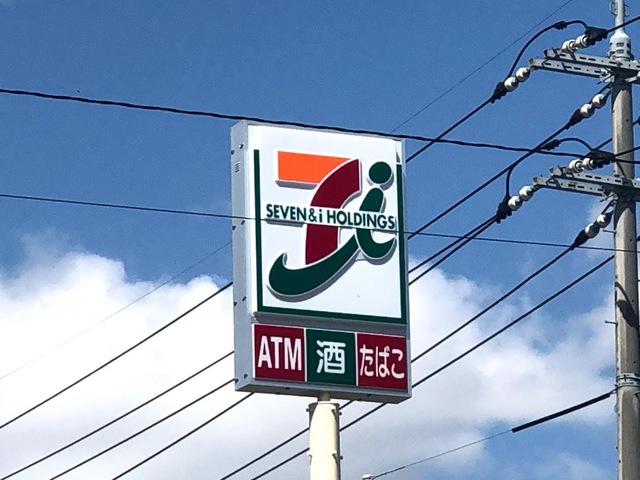 SEVEN & i HOLDINGS
ATM 酒 たばこ